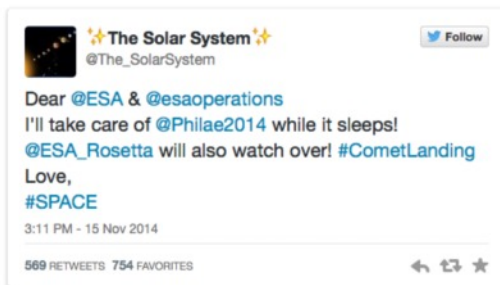 ✨The Solar System✨
Follow
@The_SolarSystem
Dear @ESA & @esaoperations
I'll take care of @Philae2014 while it sleeps!
@ESA_Rosetta will also watch over! #CometLanding
Love,
#SPACE
3:11 PM - 15 Nov 2014
569 RETWEETS 754 FAVORITES